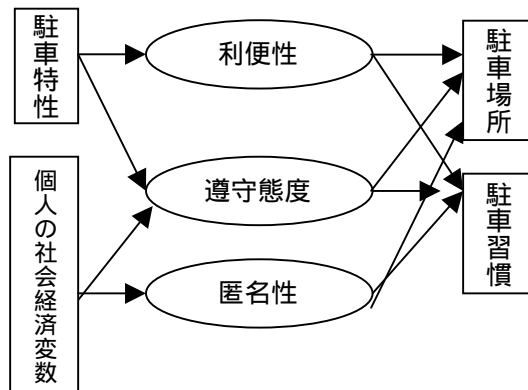 駐車特性
個人の社会経済変数
利便性
遵守態度
匿名性
駐車場所
駐車習慣